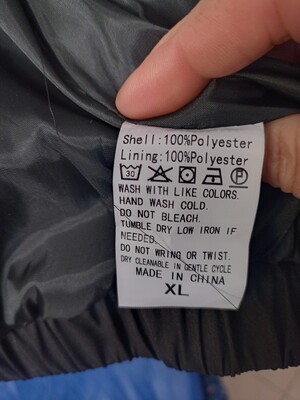 Shell:100%Polyester
Lining:100%Polyester
30 P
WASH WITH LIKE COLORS.
HAND WASH COLD.
DO NOT BLEACH.
TUMBLE DRY LOW IRON IF
NEEDED.
DO NOT WRING OR TWIST.
DRY CLEANABLE IN GENTLE CYCLE
MADE IN CHINA
XL